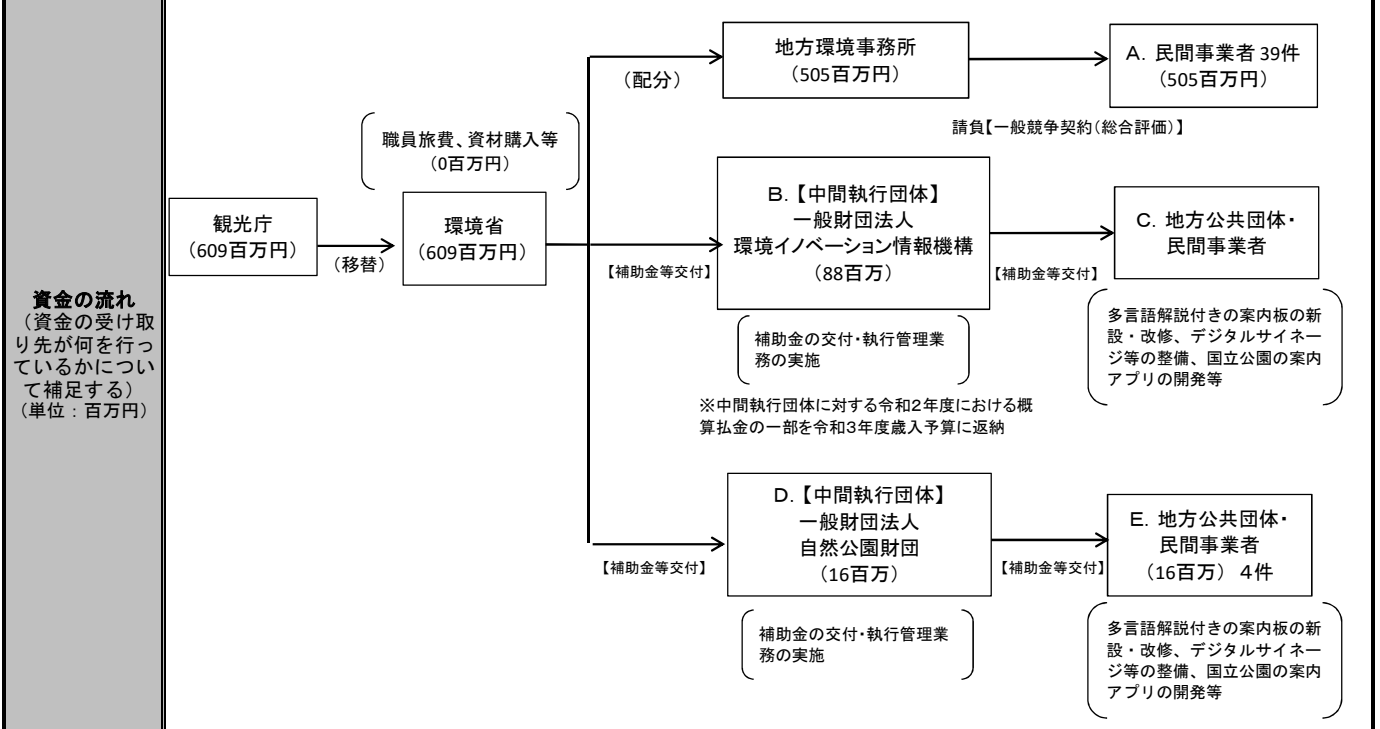 資金の流れ
（資金の受け取
り先が何を行っ
ているかについ
て補足する）
（単位：百万円）
観光庁
（609百万円）
（移替）
職員旅費、資材購入等
（0百万円）
環境省
（609百万円）
（配分）
地方環境事務所
（505百万円）
A．民間事業者 39件
（505百万円）
請負【一般競争契約（総合評価）】
【補助金等交付】
B．【中間執行団体】
一般財団法人
環境イノベーション情報機構
（88百万）
【補助金等交付】
C．地方公共団体・
民間事業者
補助金の交付・執行管理業
務の実施
多言語解説付きの案内板の新
設・改修、デジタルサイネー
ジ等の整備、国立公園の案内
アプリの開発等
※中間執行団体に対する令和2年度における概
算払金の一部を令和3年度歳入予算に返納
【補助金等交付】
D．【中間執行団体】
一般財団法人
自然公園財団
（16百万）
【補助金等交付】
E．地方公共団体・
民間事業者
（16百万）４件
補助金の交付・執行管理業
務の実施
多言語解説付きの案内板の新
設・改修、デジタルサイネー
ジ等の整備、国立公園の案内
アプリの開発等